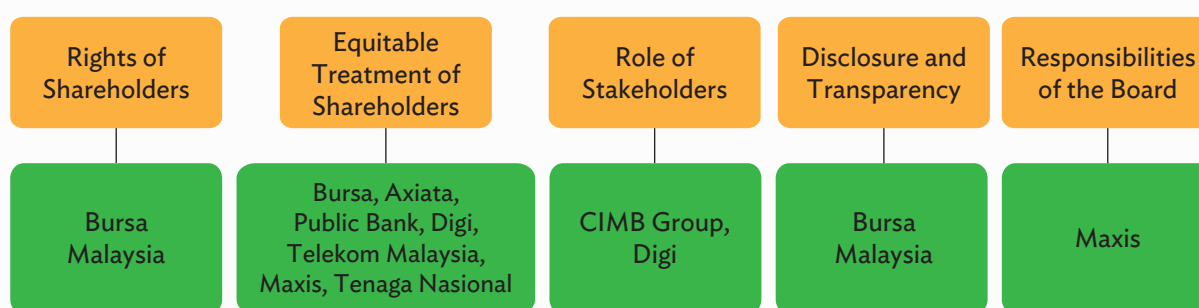 Rights of
Shareholders
Equitable
Treatment of
Shareholders
Role of
Stakeholders
Disclosure and
Transparency
Responsibilities
of the Board
Bursa
Malaysia
Bursa, Axiata,
Public Bank, Digi,
Telekom Malaysia,
Maxis, Tenaga Nasional
CIMB Group,
Digi
Bursa
Malaysia
Maxis